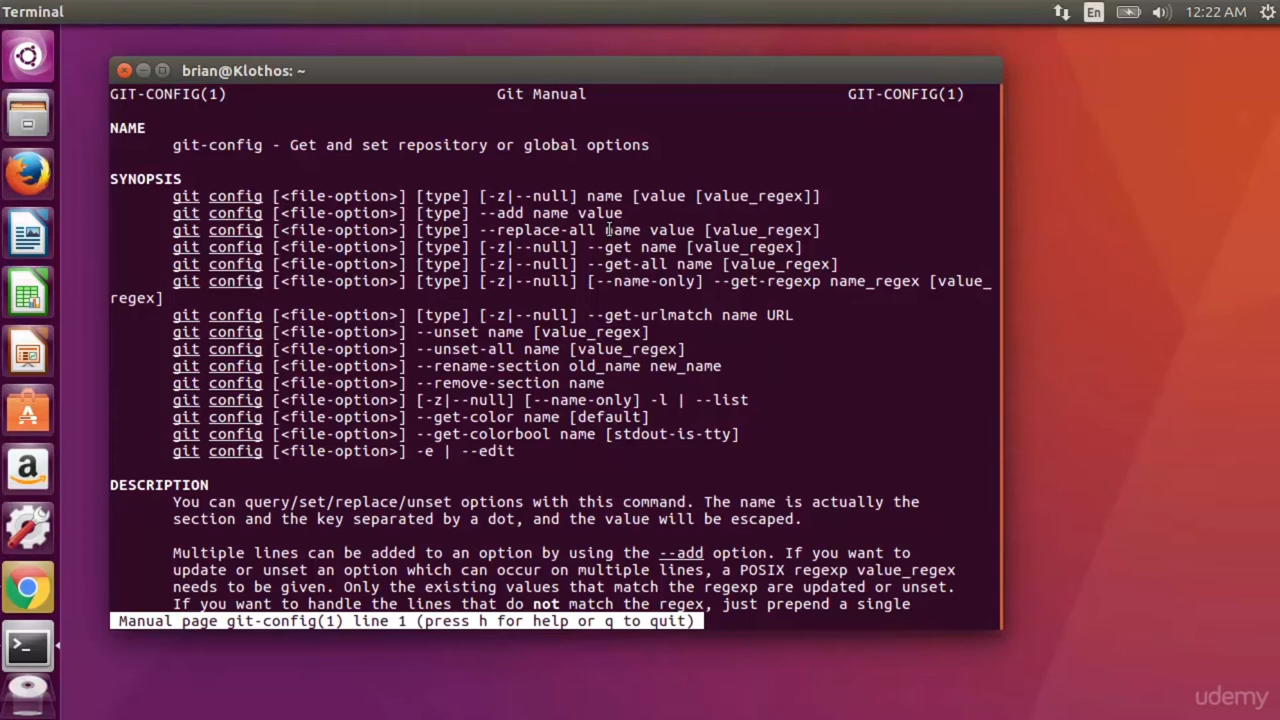 Terminal
En
12:22 AM
brian@Klothos: ~
GIT-CONFIG(1) Git Manual GIT-CONFIG(1)
NAME
git-config - Get and set repository or global options
SYNOPSIS
git config [<file-option>] [type] [-z|--null] name [value [value_regex]]
git config [<file-option>] [type] --add name value
git config [<file-option>] [type] --replace-all name value [value_regex]
git config [<file-option>] [type] [-z|--null] --get name [value_regex]
git config [<file-option>] [type] [-z|--null] --get-all name [value_regex]
git config [<file-option>] [type] [-z|--null] [--name-only] --get-regexp name_regex [value_
regex]
git config [<file-option>] [type] [-z|--null] --get-urlmatch name URL
git config [<file-option>] --unset name [value_regex]
git config [<file-option>] --unset-all name [value_regex]
git config [<file-option>] --rename-section old_name new_name
git config [<file-option>] --remove-section name
git config [<file-option>] [-z|--null] [--name-only] -l | --list
git config [<file-option>] --get-color name [default]
git config [<file-option>] --get-colorbool name [stdout-is-tty]
git config [<file-option>] -e | --edit
DESCRIPTION
You can query/set/replace/unset options with this command. The name is actually the
section and the key separated by a dot, and the value will be escaped.
Multiple lines can be added to an option by using the --add option. If you want to
update or unset an option which can occur on multiple lines, a POSIX regexp value_regex
needs to be given. Only the existing values that match the regexp are updated or unset.
If you want to handle the lines that do not match the regex, just prepend a single
Manual page git-config(1) line 1 (press h for help or q to quit)
udemy